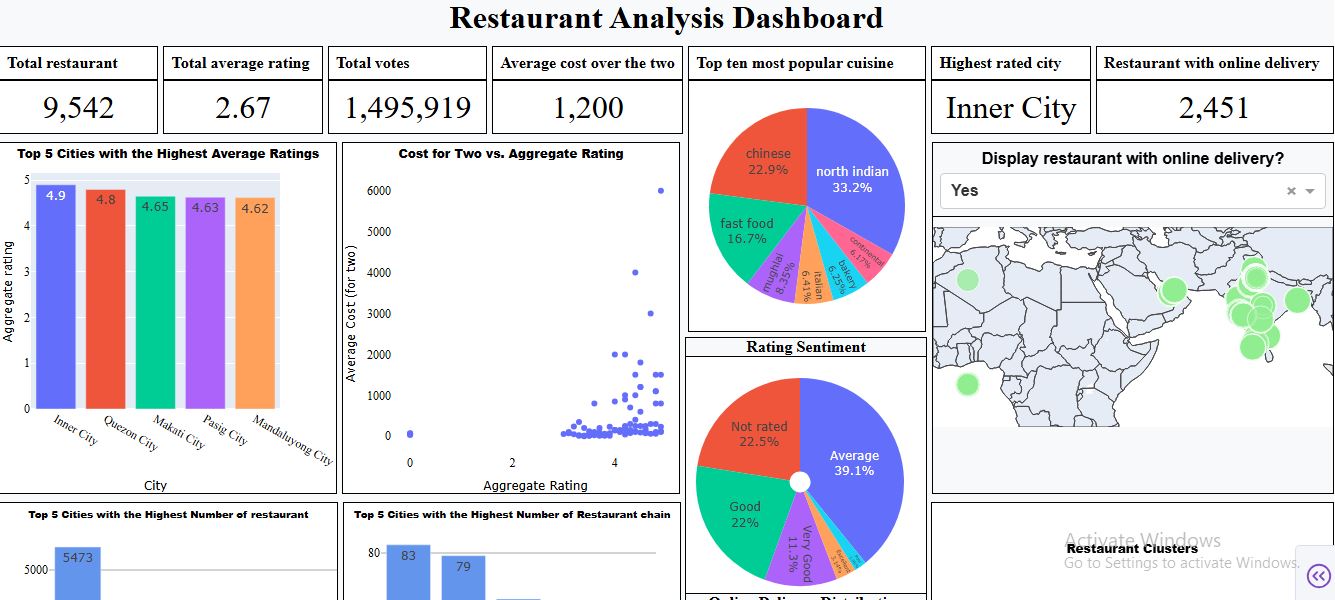 Restaurant Analysis Dashboard
Total restaurant
9,542
Total average rating
2.67
Total votes
1,495,919
Average cost over the two
1,200
Top ten most popular cuisine
chinese
22.9%
north indian
33.2%
fast food
16.7%
mughlai
8.35%
italian
6.41%
bakery
6.25%
continental
6.17%
Highest rated city
Inner City
Restaurant with online delivery
2,451
Top 5 Cities with the Highest Average Ratings
Aggregate rating
5
4
3
2
1
0
4.9
4.8
4.65
4.63
4.62
Inner City
Quezon City
Makati City
Pasig City
Mandaluyong City
City
Cost for Two vs. Aggregate Rating
Average Cost (for two)
6000
5000
4000
3000
2000
1000
0
0
2
4
Aggregate Rating
Rating Sentiment
Not rated
22.5%
Average
39.1%
Good
22%
Very Good
11.3%
Display restaurant with online delivery?
Yes
Top 5 Cities with the Highest Number of restaurant
5473
5000
Top 5 Cities with the Highest Number of Restaurant chain
80
83
79
Restaurant Clusters
Activate Windows
Go to Settings to activate Windows.